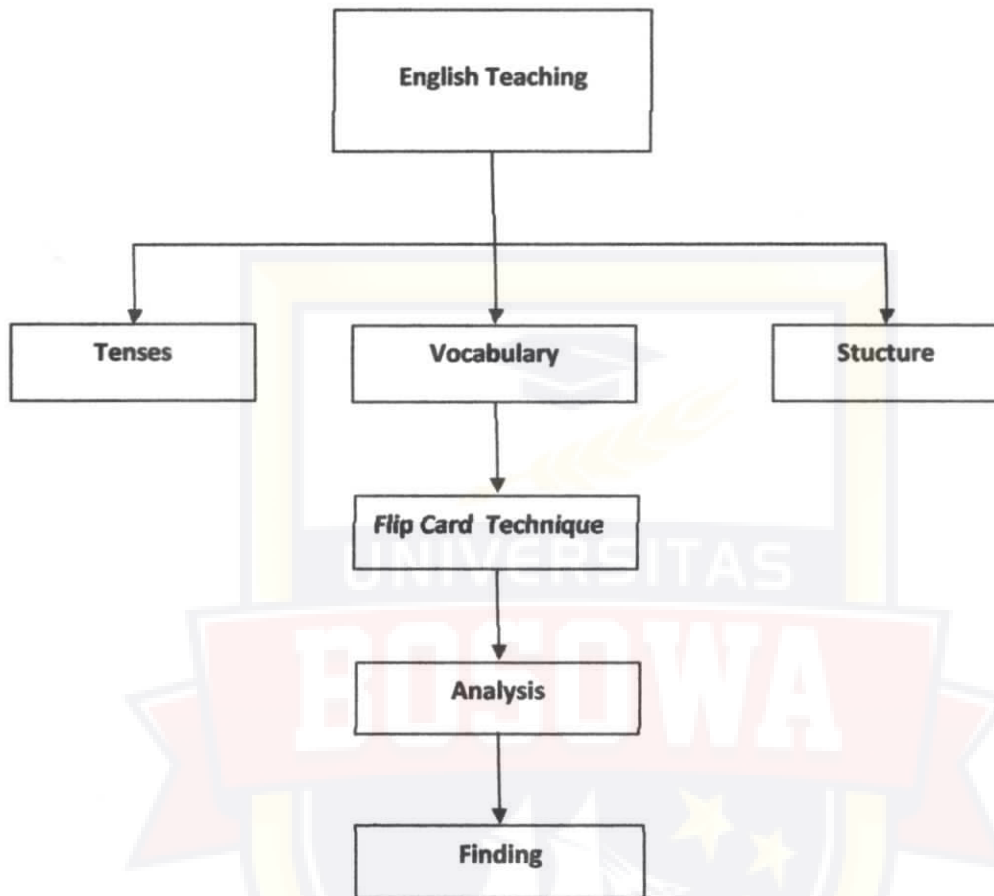 English Teaching
Tenses
Vocabulary
Stucture
Flip Card Technique
UNIVERSITAS
BOSOWA
Analysis
Finding